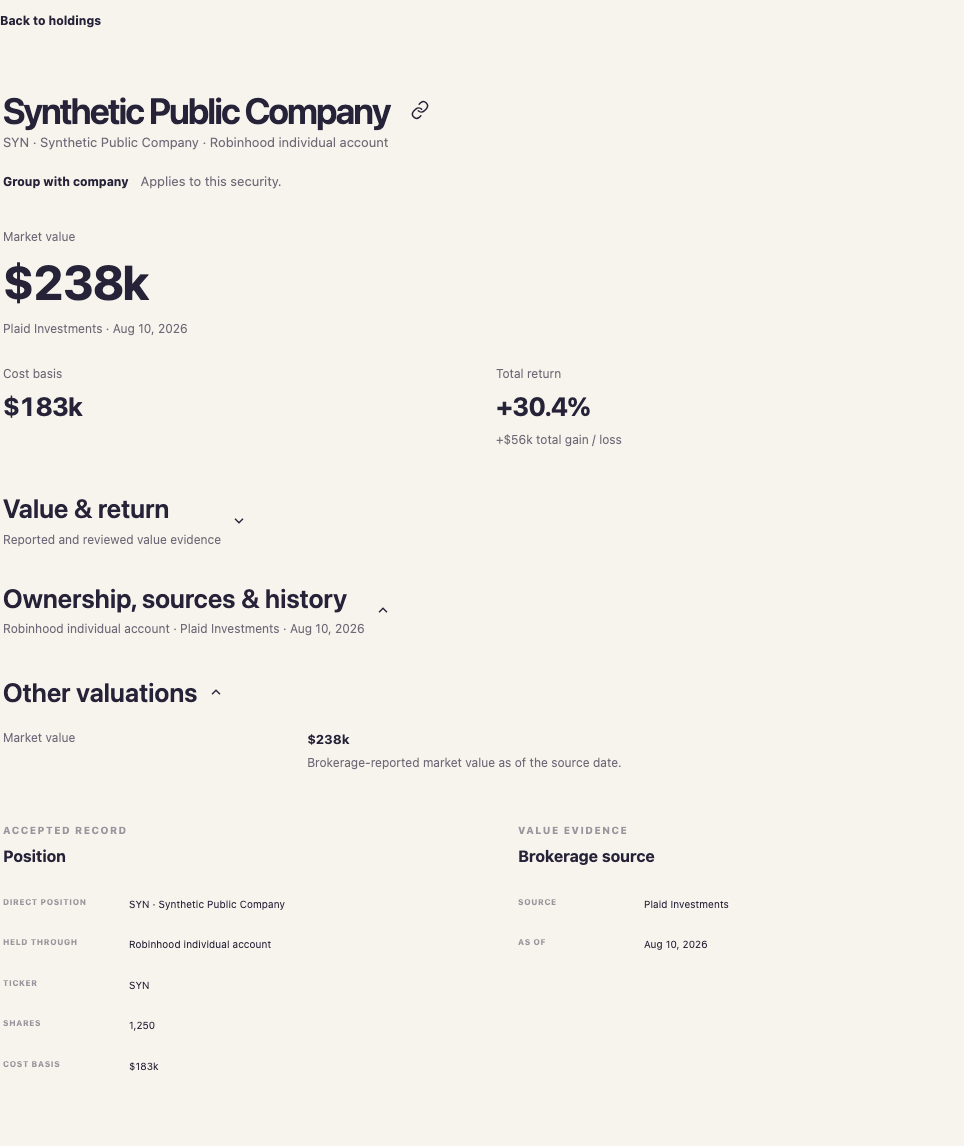 Back to holdings
Synthetic Public Company
SYN · Synthetic Public Company · Robinhood individual account
Group with company Applies to this security.
Market value
$238k
Plaid Investments · Aug 10, 2026
Cost basis
$183k
Total return
+30.4%
+$56k total gain / loss
Value & return
Reported and reviewed value evidence
Ownership, sources & history
Robinhood individual account · Plaid Investments · Aug 10, 2026
Other valuations
Market value
$238k
Brokerage-reported market value as of the source date.
ACCEPTED RECORD
Position
DIRECT POSITION SYN · Synthetic Public Company
HELD THROUGH Robinhood individual account
TICKER SYN
SHARES 1,250
COST BASIS $183k
VALUE EVIDENCE
Brokerage source
SOURCE Plaid Investments
AS OF Aug 10, 2026